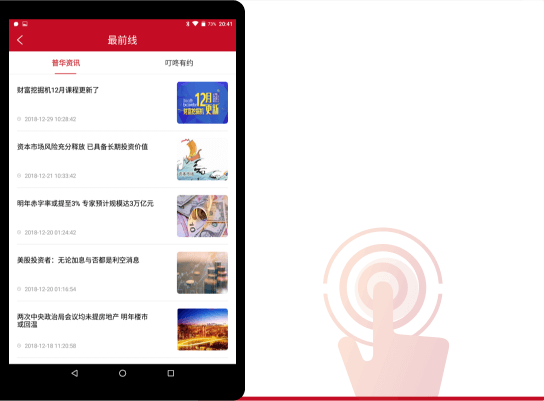 73% 20:41
最前线
普华资讯 叮咚有约
财富挖掘机12月课程更新了
2018-12-29 10:28:42
12月
更新
资本市场风险充分释放 已具备长期投资价值
2018-12-21 10:33:42
明年赤字率或提至3% 专家预计规模达3万亿元
2018-12-20 01:24:42
美股投资者：无论加息与否都是利空消息
2018-12-20 01:16:54
两次中央政治局会议均未提房地产 明年楼市
或回温
2018-12-18 11:20:58